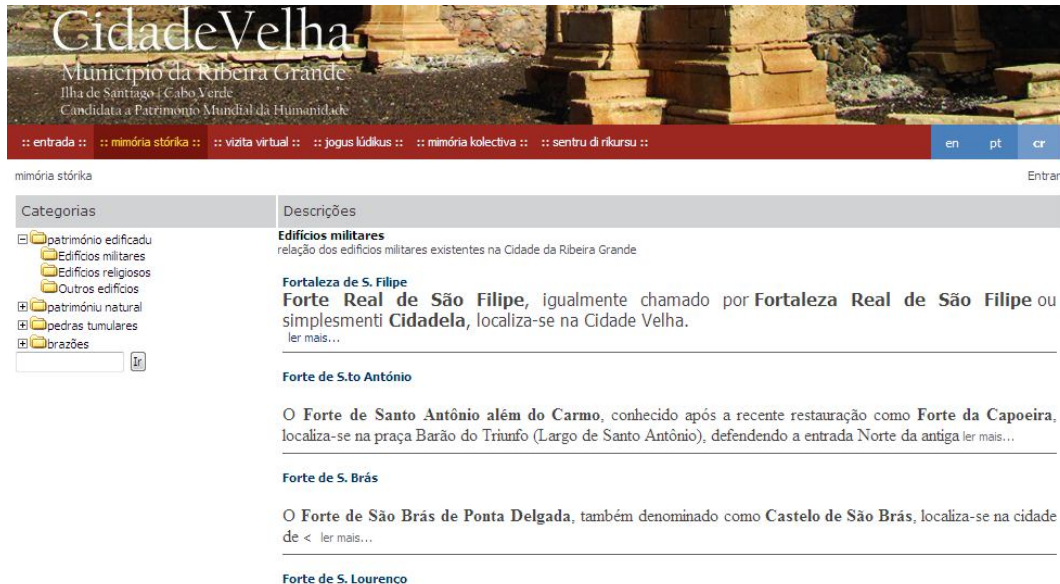 CidadeVelha
Município da Ribeira Grande
Ilha de Santiago | Cabo Verde
Candidata a Património Mundial da Humanidade
:: entrada :: :: mimória stórika :: :: vizita virtual :: :: jogus lúdikus :: :: mimória kolectiva :: :: sentru di rikursu :: en pt cr
mimória stórika Entrar
Categorias Descrições
património edificadu
Edifícios militares
Edifícios religiosos
Outros edifícios
patrimóniu natural
pedras tumulares
brazões
Ir
Edifícios militares
relação dos edificios militares existentes na Cidade da Ribeira Grande
Fortaleza de S. Filipe
Forte Real de São Filipe, igualmente chamado por Fortaleza Real de São Filipe ou
simplesmenti Cidadela, localiza-se na Cidade Velha.
ler mais...
Forte de S.to António
O Forte de Santo Antônio além do Carmo, conhecido após a recente restauração como Forte da Capoeira,
localiza-se na praça Barão do Triunfo (Largo de Santo Antônio), defendendo a entrada Norte da antiga ler mais...
Forte de S. Brás
O Forte de São Brás de Ponta Delgada, também denominado como Castelo de São Brás, localiza-se na cidade
de < ler mais...
Forte de S. Lourenco